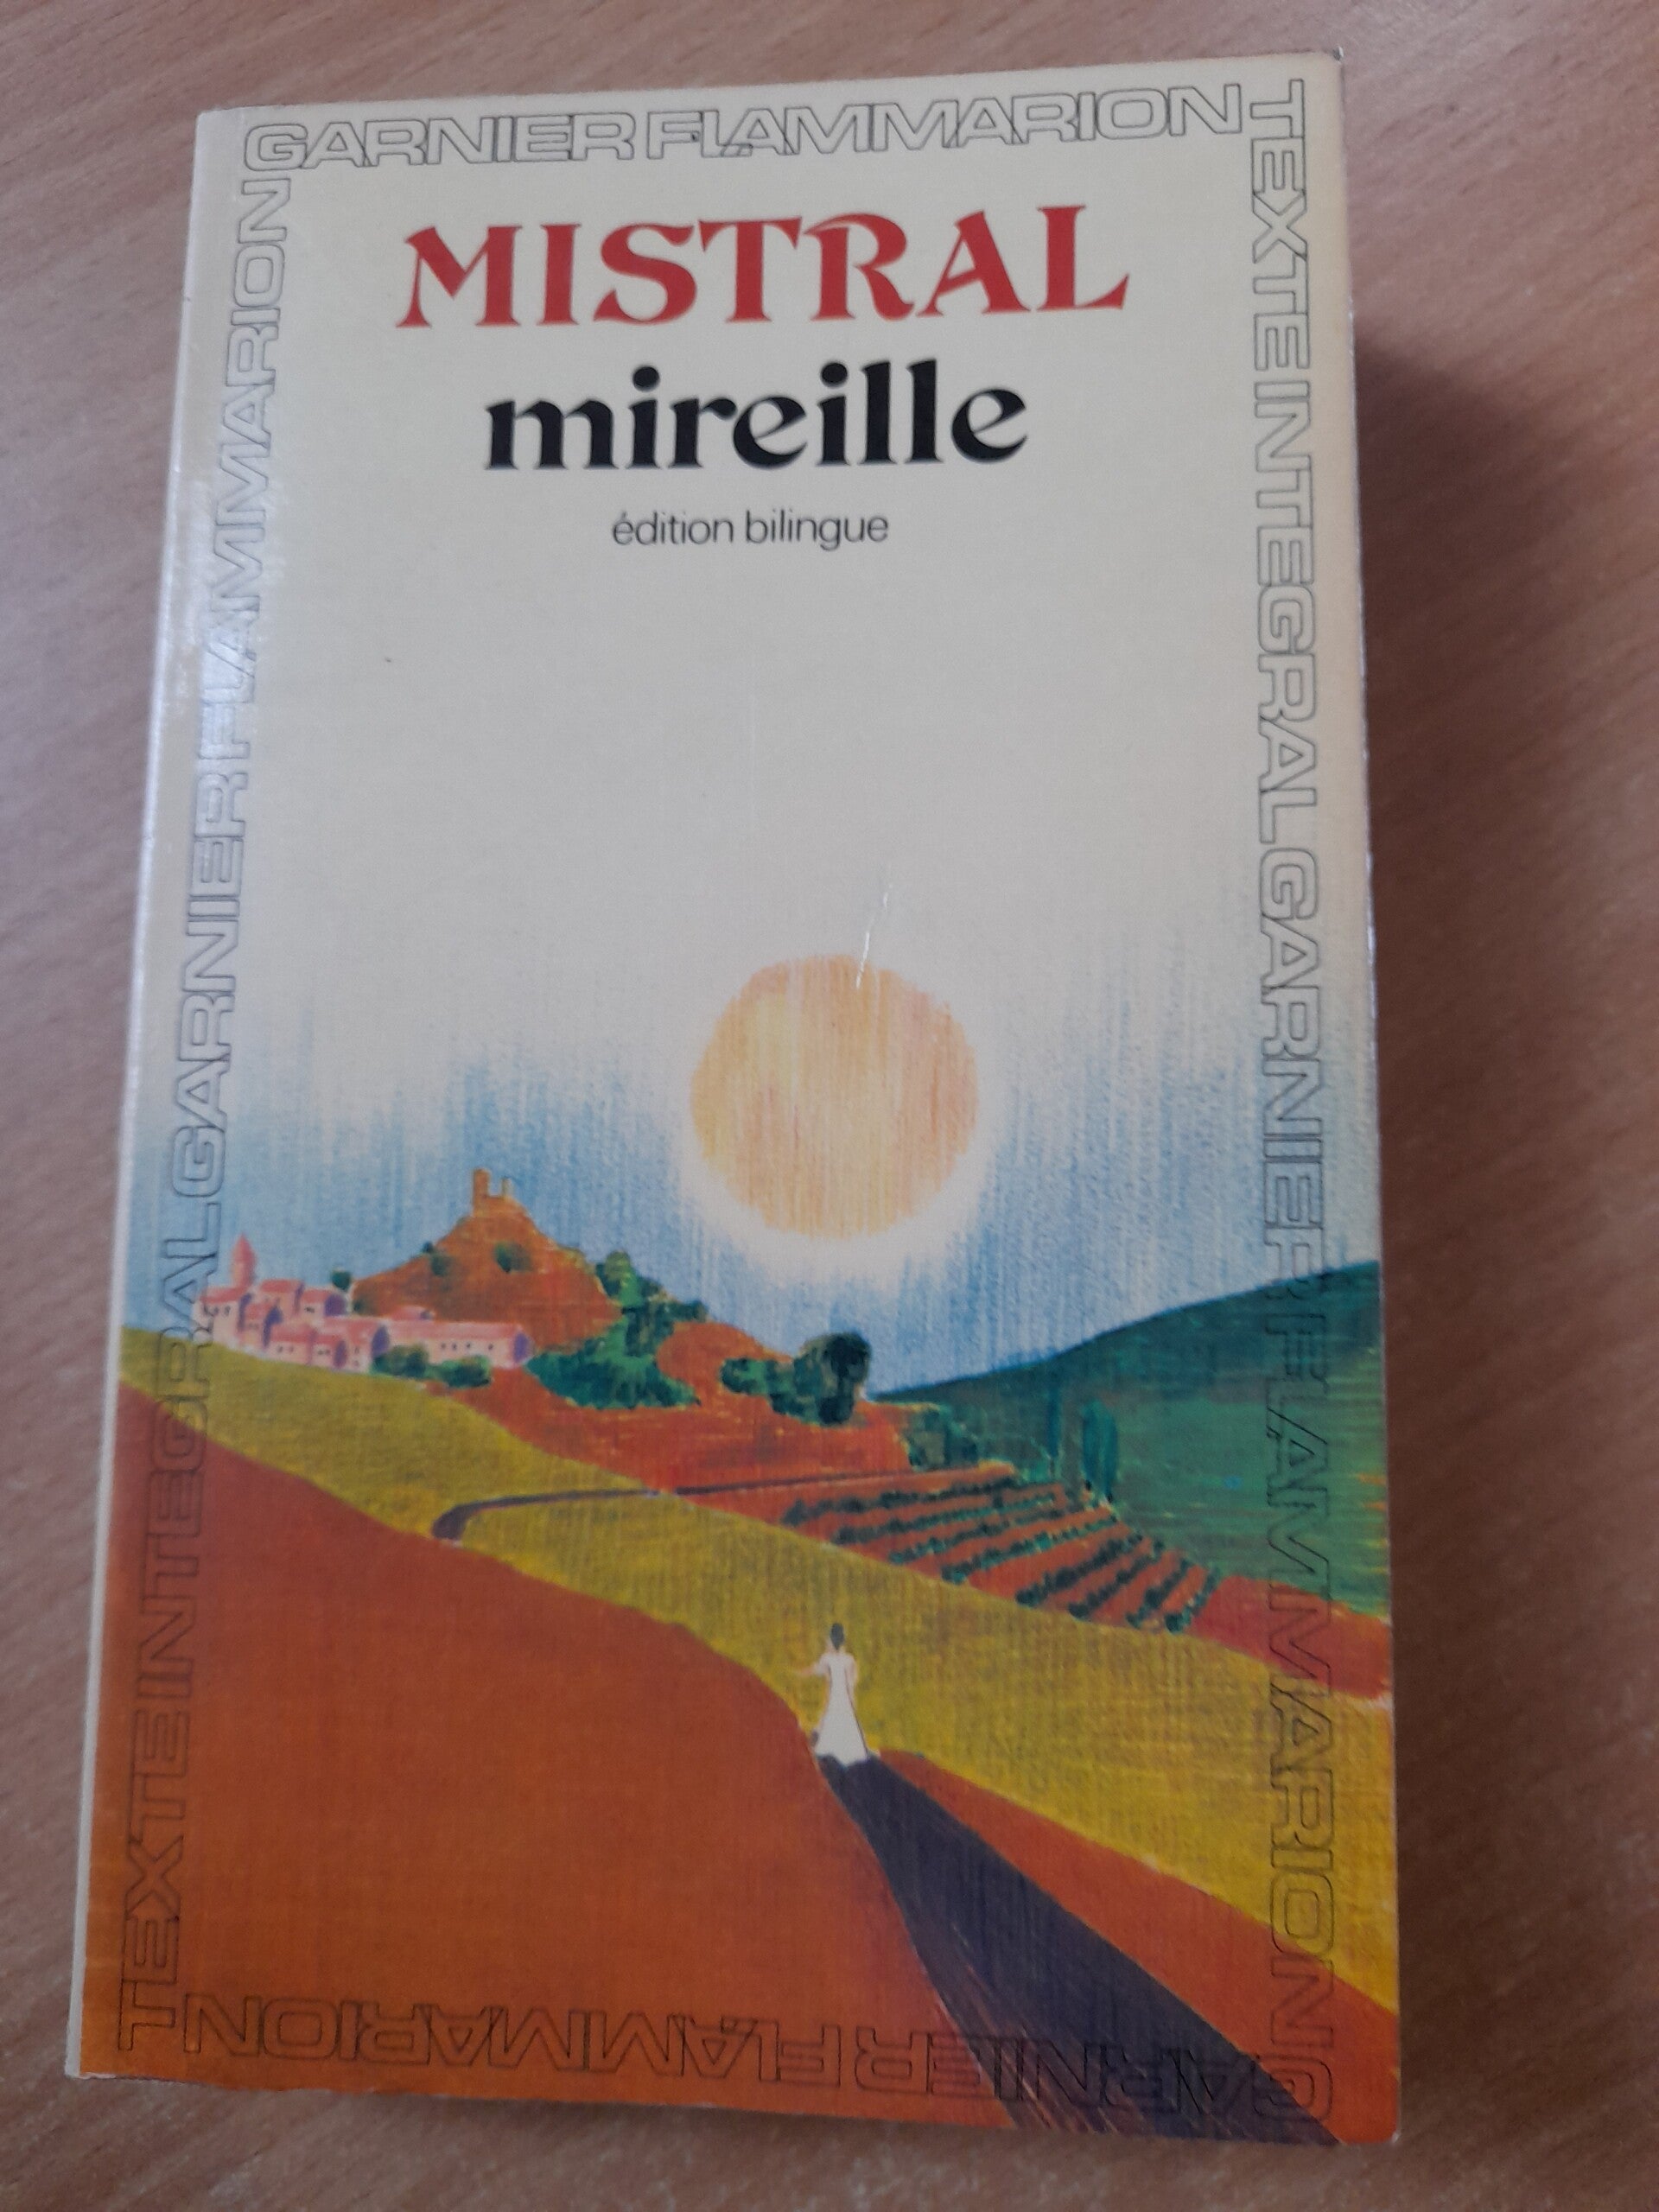 GARNIER FLAMMARION
MISTRAL
mireille
édition bilingue
TEXTE INTEGRAL GARNIER FLAMMARION
TEXTE INTEGRAL GARNIER FLAMMARION
GARNIER FLAMMARION